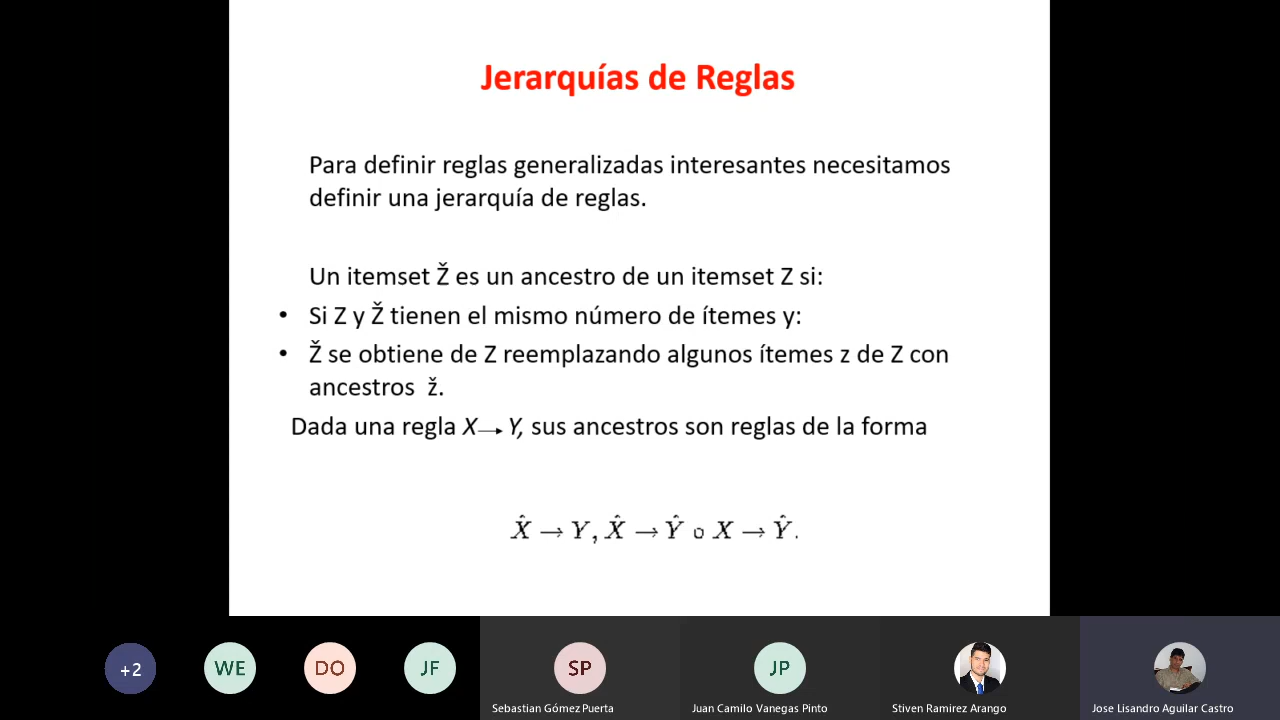 Jerarquías de Reglas
Para definir reglas generalizadas interesantes necesitamos
definir una jerarquía de reglas.
Un itemset Ž es un ancestro de un itemset Z si:
• Si Z y Ž tienen el mismo número de ítemes y:
• Ž se obtiene de Z reemplazando algunos ítemes z de Z con
ancestros ž.
Dada una regla X→Y, sus ancestros son reglas de la forma
X̂ → Y, X̂ → Ŷ o X → Ŷ.
+2
WE
DO
JF
SP
JP
Sebastian Gómez Puerta
Juan Camilo Vanegas Pinto
Stiven Ramirez Arango
Jose Lisandro Aguilar Castro